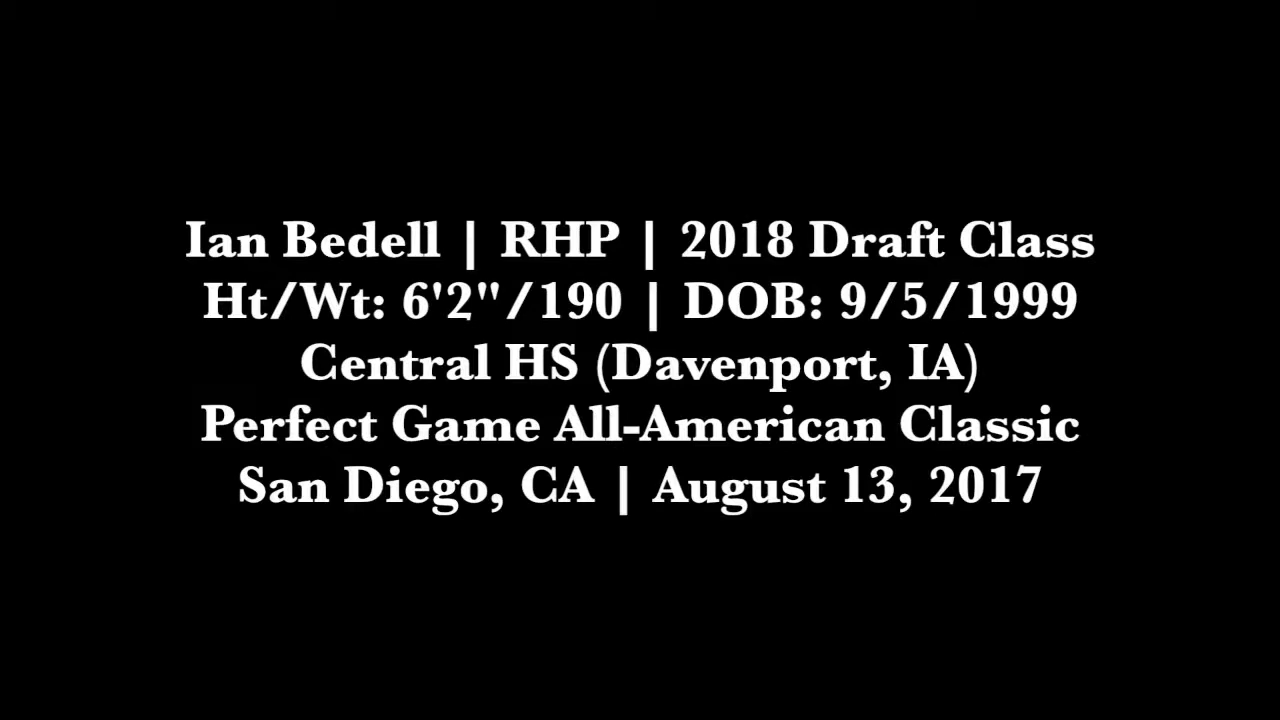 Ian Bedell | RHP | 2018 Draft Class
Ht/Wt: 6'2"/190 | DOB: 9/5/1999
Central HS (Davenport, IA)
Perfect Game All-American Classic
San Diego, CA | August 13, 2017